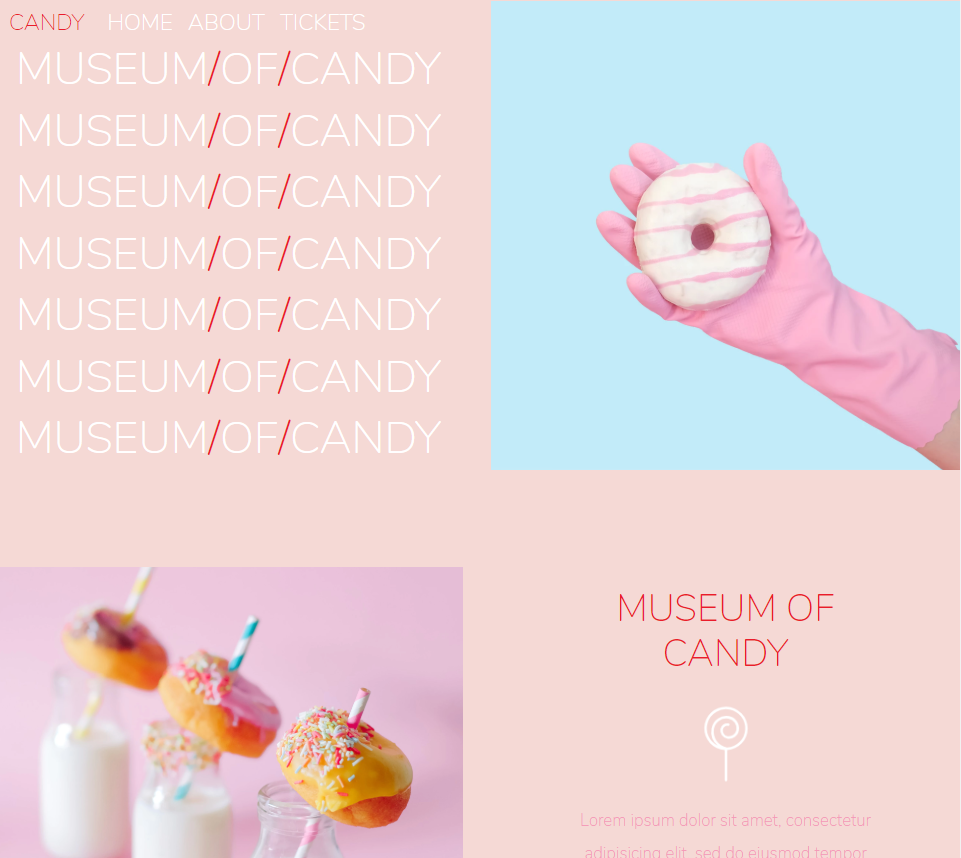 CANDY HOME ABOUT TICKETS
MUSEUM/OF/CANDY
MUSEUM/OF/CANDY
MUSEUM/OF/CANDY
MUSEUM/OF/CANDY
MUSEUM/OF/CANDY
MUSEUM/OF/CANDY
MUSEUM/OF/CANDY
MUSEUM OF
CANDY
Lorem ipsum dolor sit amet, consectetur
adipisicing elit, sed do eiusmod tempor